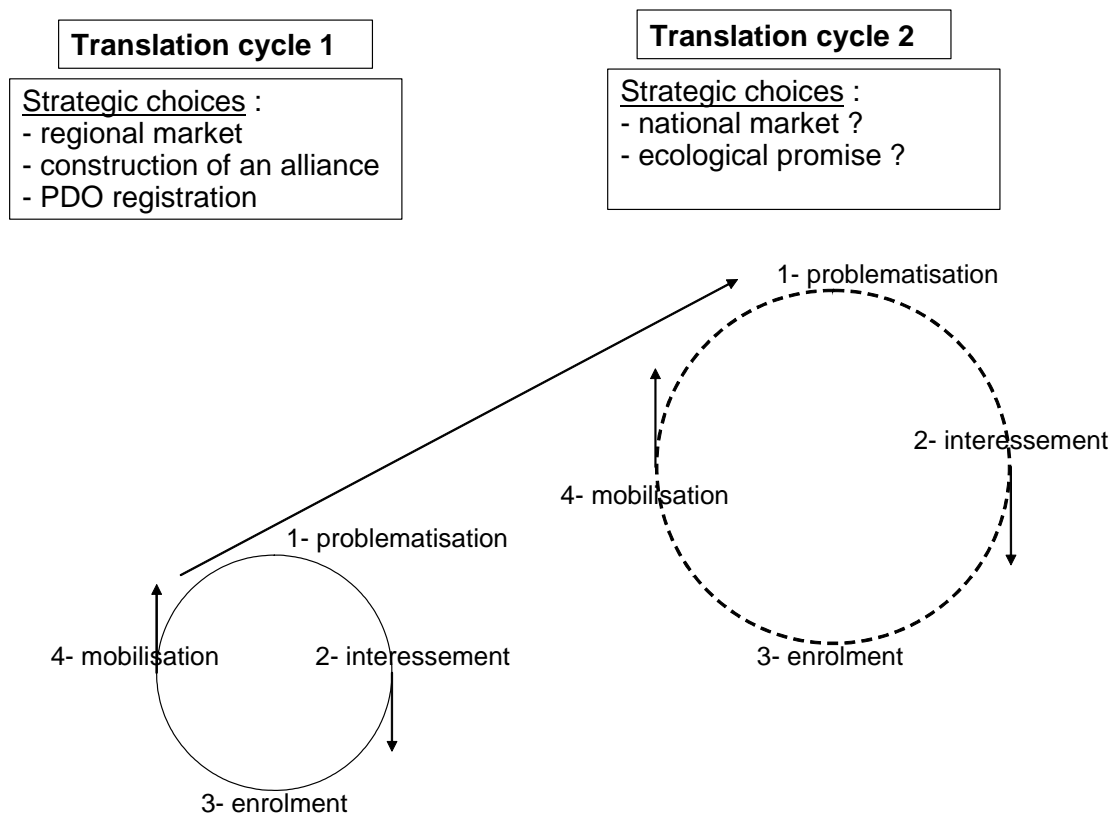 Translation cycle 1
Strategic choices :
- regional market
- construction of an alliance
- PDO registration
Translation cycle 2
Strategic choices :
- national market ?
- ecological promise ?
1- problematisation
2- interessement
4- mobilisation
3- enrolment
1- problematisation
4- mobilisation
2- interessement
3- enrolment